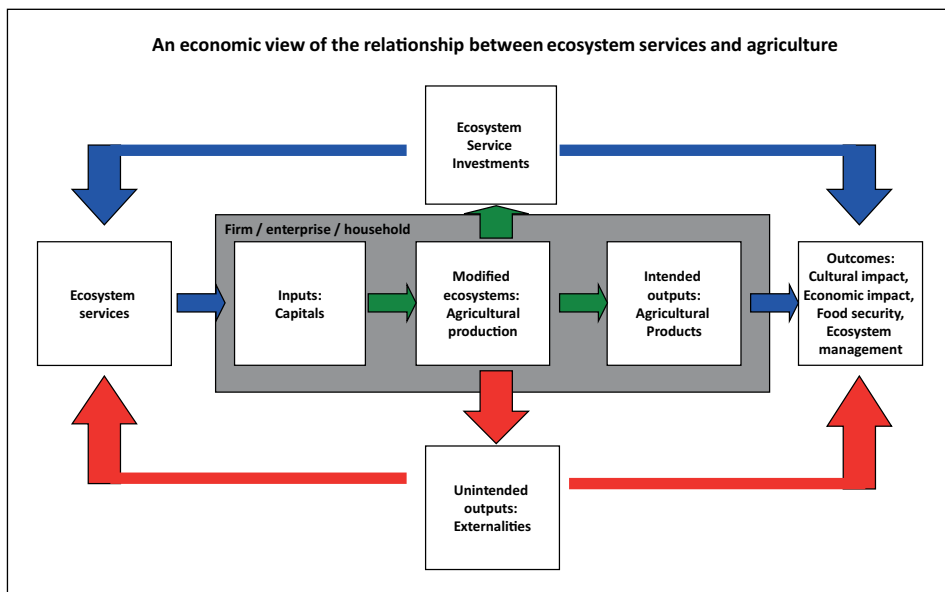 An economic view of the relationship between ecosystem services and agriculture
Ecosystem
Service
Investments
Firm / enterprise / household
Ecosystem
services
Inputs:
Capitals
Modified
ecosystems:
Agricultural
production
Intended
outputs:
Agricultural
Products
Outcomes:
Cultural impact,
Economic impact,
Food security,
Ecosystem
management
Unintended
outputs:
Externalities